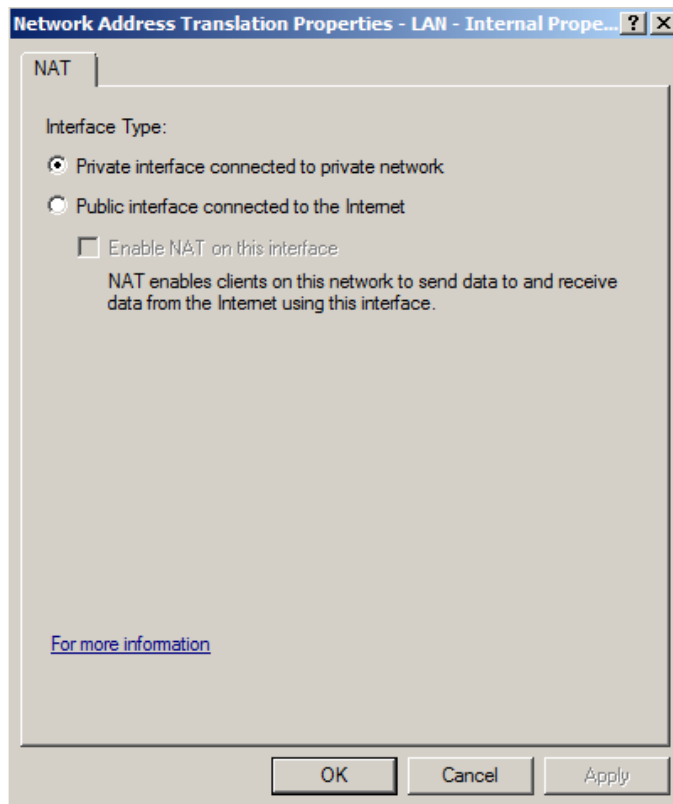 Network Address Translation Properties - LAN - Internal Prope...
NAT
Interface Type:
Private interface connected to private network
Public interface connected to the Internet
Enable NAT on this interface
NAT enables clients on this network to send data to and receive
data from the Internet using this interface.
For more information
OK Cancel Apply